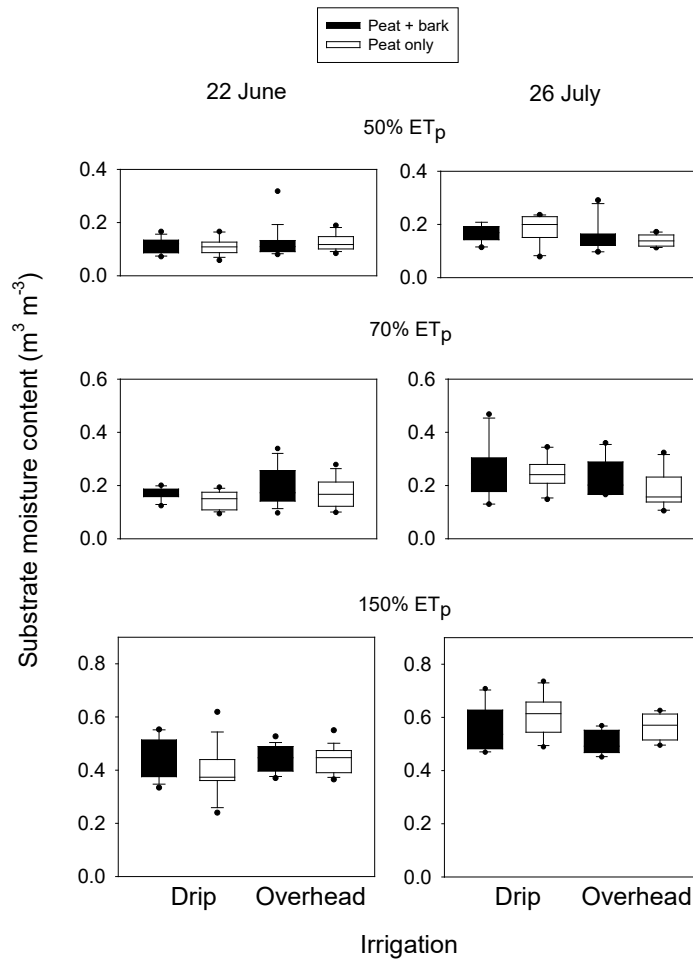 Peat + bark
Peat only
22 June 26 July
50% ETp
0.4 0.4
0.2 0.2
0.0 0.0
70% ETp
0.6 0.6
0.4 0.4
0.2 0.2
0.0 0.0
150% ETp
0.8 0.8
0.6 0.6
0.4 0.4
0.2 0.2
0.0 0.0
Substrate moisture content (m³ m⁻³)
Drip Overhead Drip Overhead
Irrigation